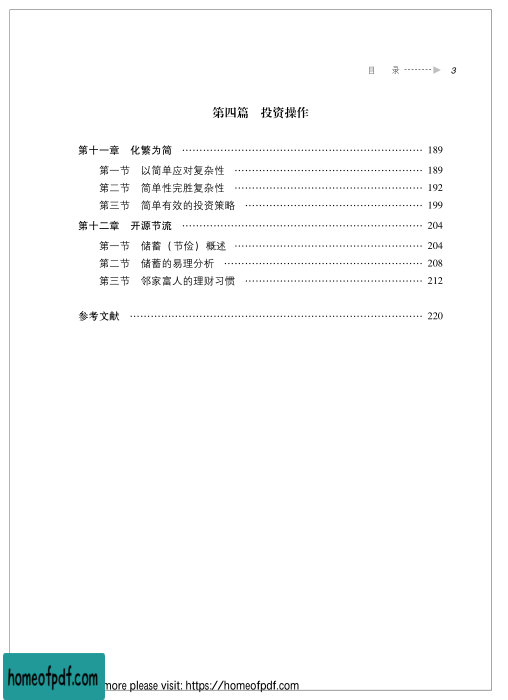 目 录 3
第四篇 投资操作
第十一章 化繁为简 189
第一节 以简单应对复杂性 189
第二节 简单性完胜复杂性 192
第三节 简单有效的投资策略 199
第十二章 开源节流 204
第一节 储蓄（节俭）概述 204
第二节 储蓄的易理分析 208
第三节 邻家富人的理财习惯 212
参考文献 220
homeofpdf.com
more please visit: https://homeofpdf.com